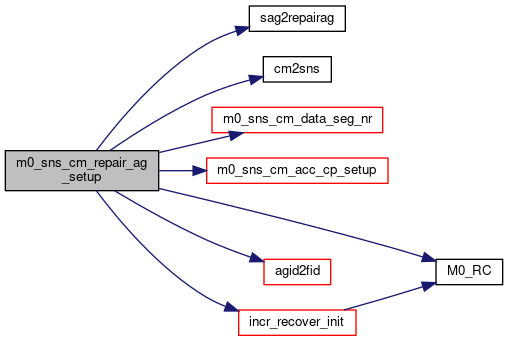 sag2repairag
cm2sns
m0_sns_cm_data_seg_nr
m0_sns_cm_repair_ag
_setup
m0_sns_cm_acc_cp_setup
agid2fid
M0_RC
incr_recover_init